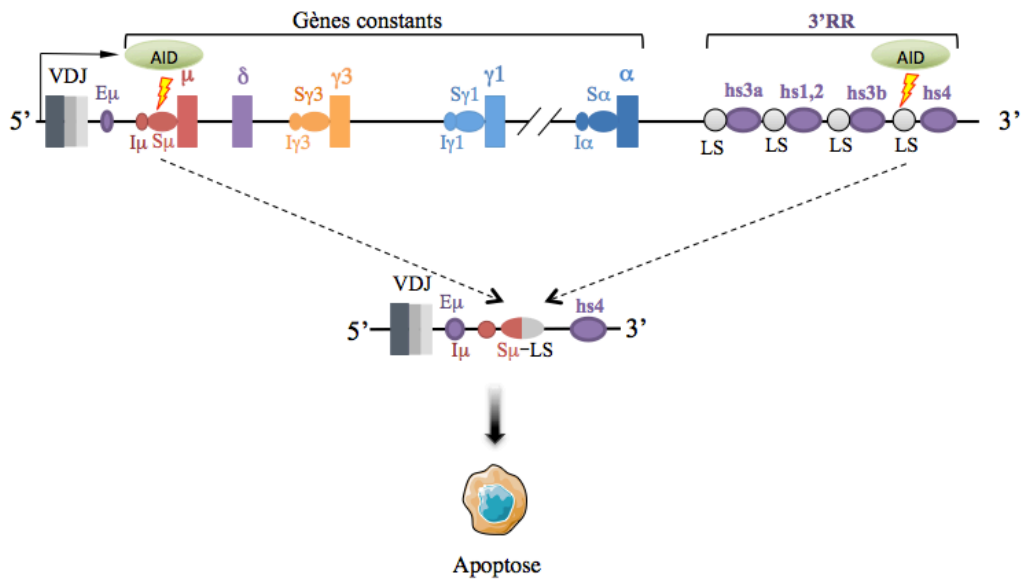 Gènes constants
3'RR
AID
AID
VDJ
Eμ
μ
δ
Sγ3
γ3
Sγ1
γ1
Sα
α
hs3a
hs1,2
hs3b
hs4
5'
3'
Iμ
Sμ
Iγ3
Iγ1
Iα
LS
LS
LS
LS
VDJ
Eμ
hs4
5'
3'
Iμ
Sμ-LS
Apoptose